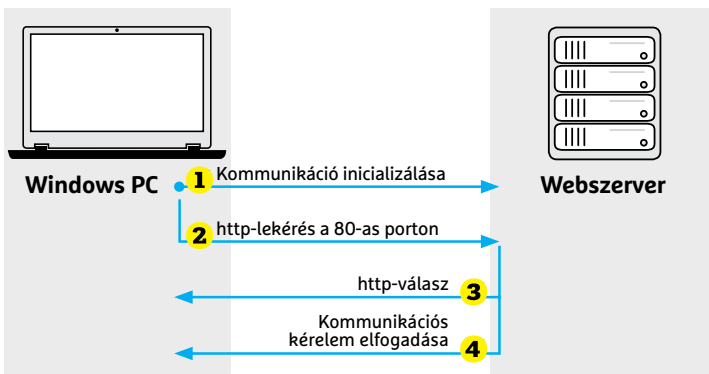 Windows PC
Webszerver
1 Kommunikáció inicializálása
2 http-lekérés a 80-as porton
http-válasz 3
Kommunikációs
kérelem elfogadása 4